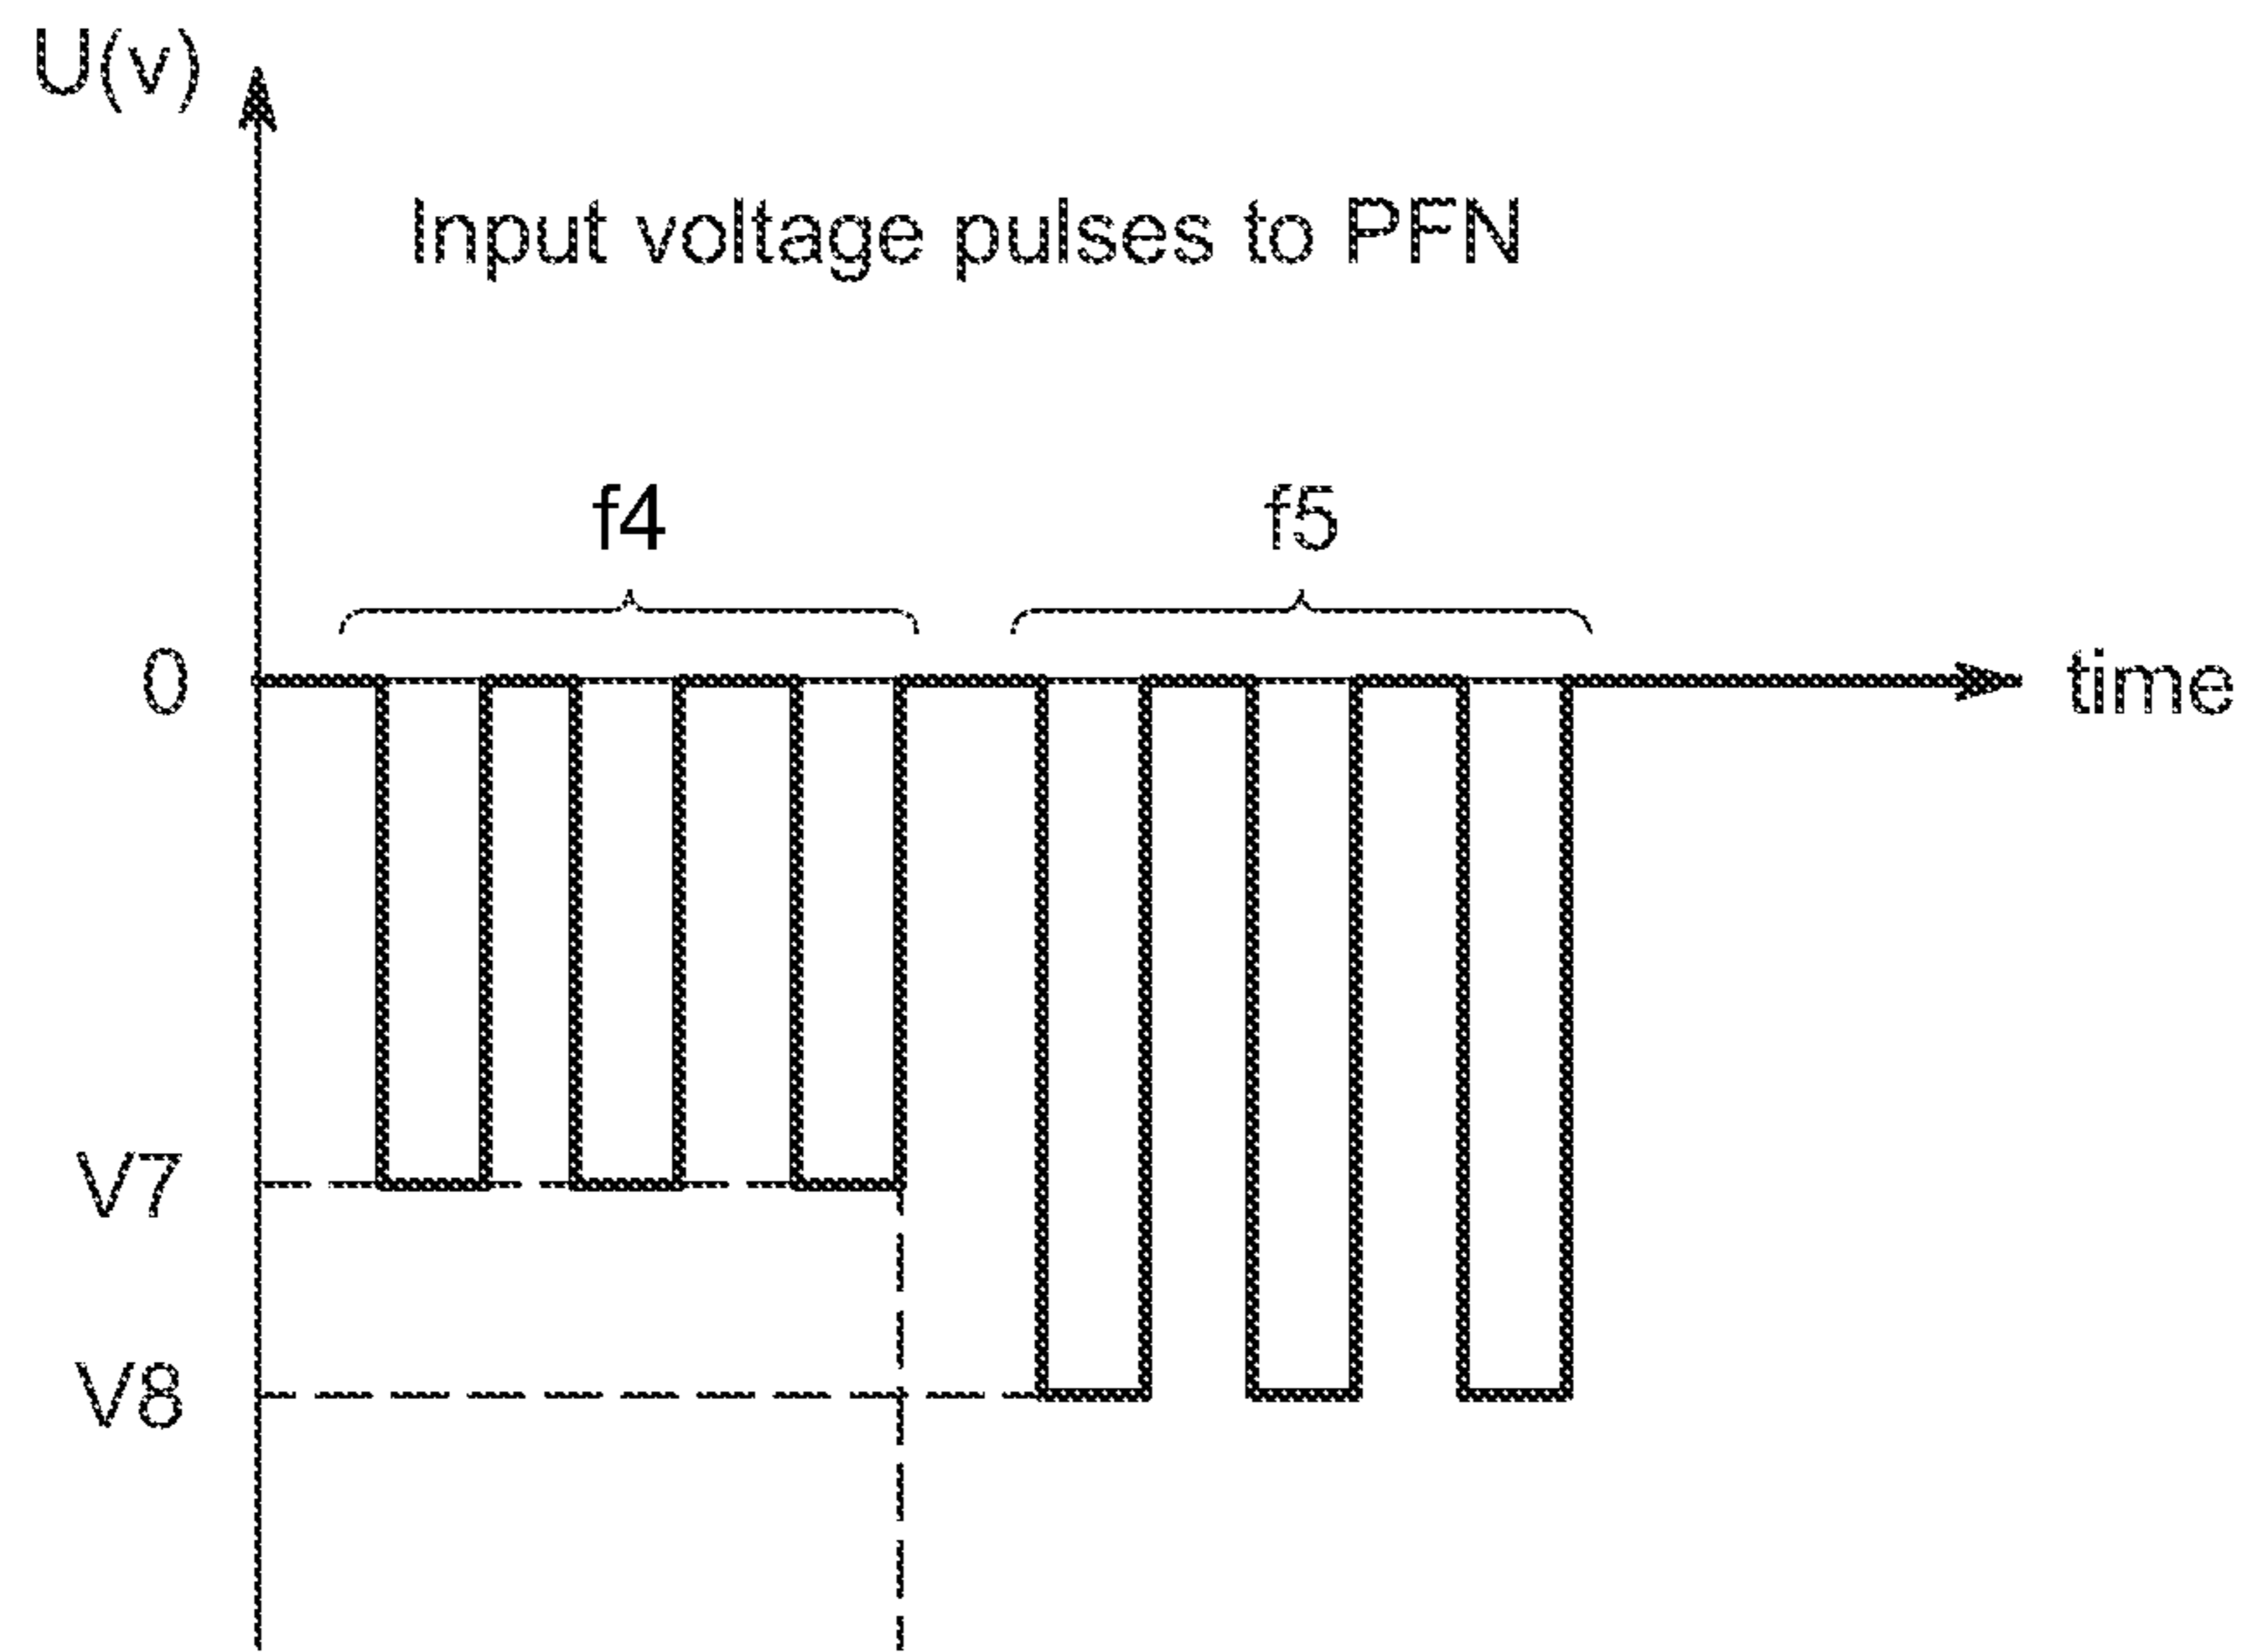 U(v)
Input voltage pulses to PFN
f4
f5
0
time
V7
V8